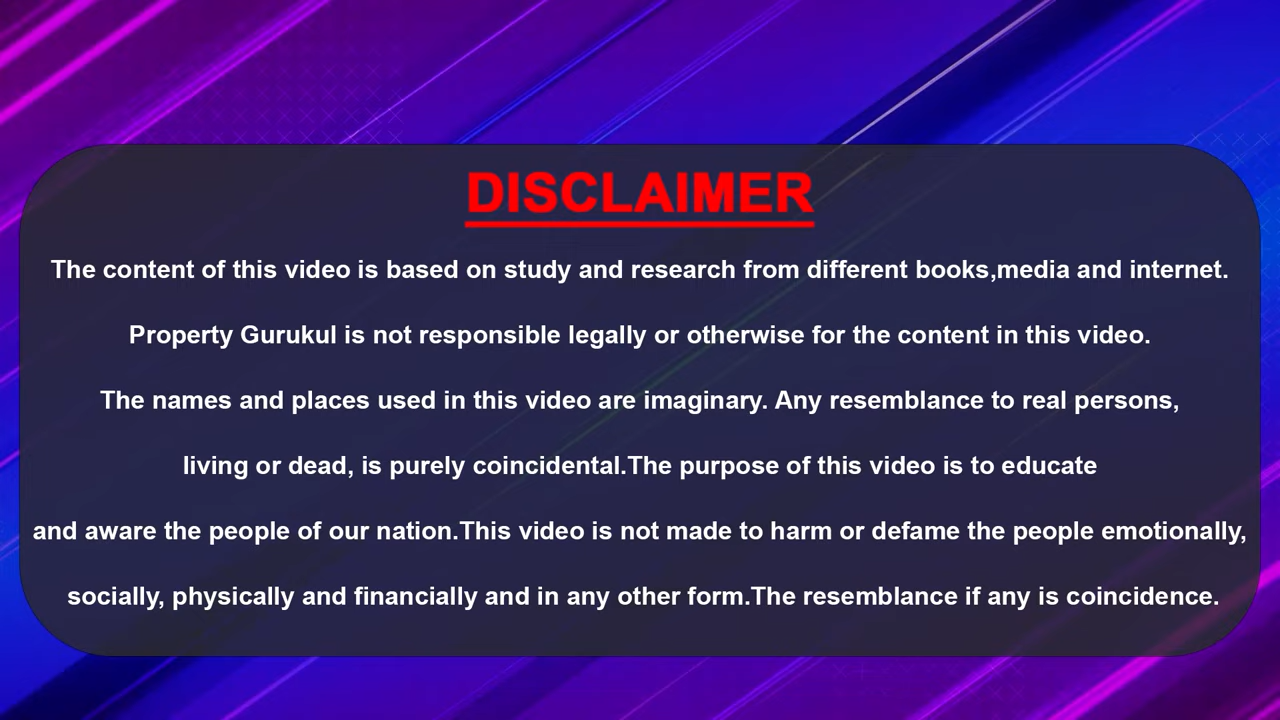 DISCLAIMER
The content of this video is based on study and research from different books,media and internet.
Property Gurukul is not responsible legally or otherwise for the content in this video.
The names and places used in this video are imaginary. Any resemblance to real persons,
living or dead, is purely coincidental.The purpose of this video is to educate
and aware the people of our nation.This video is not made to harm or defame the people emotionally,
socially, physically and financially and in any other form.The resemblance if any is coincidence.